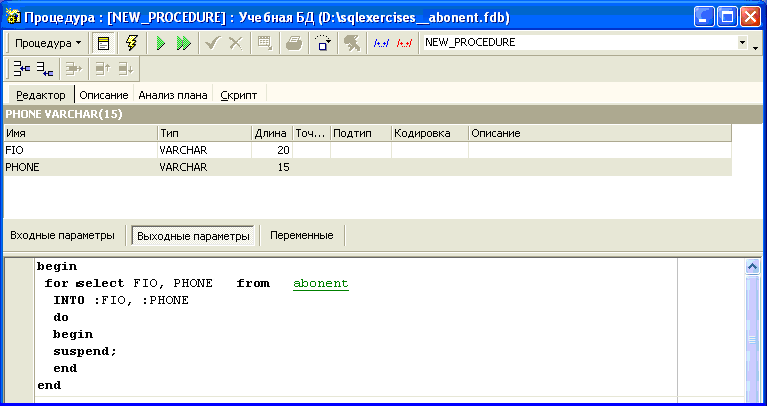 Процедура : [NEW_PROCEDURE] : Учебная БД (D:\sqlexercises__abonent.fdb)
Процедура NEW_PROCEDURE
Редактор Описание Анализ плана Скрипт
PHONE VARCHAR(15)
Имя Тип Длина Точ... Подтип Кодировка Описание
FIO VARCHAR 20
PHONE VARCHAR 15
Входные параметры Выходные параметры Переменные
begin
for select FIO, PHONE from abonent
INTO :FIO, :PHONE
do
begin
suspend;
end
end